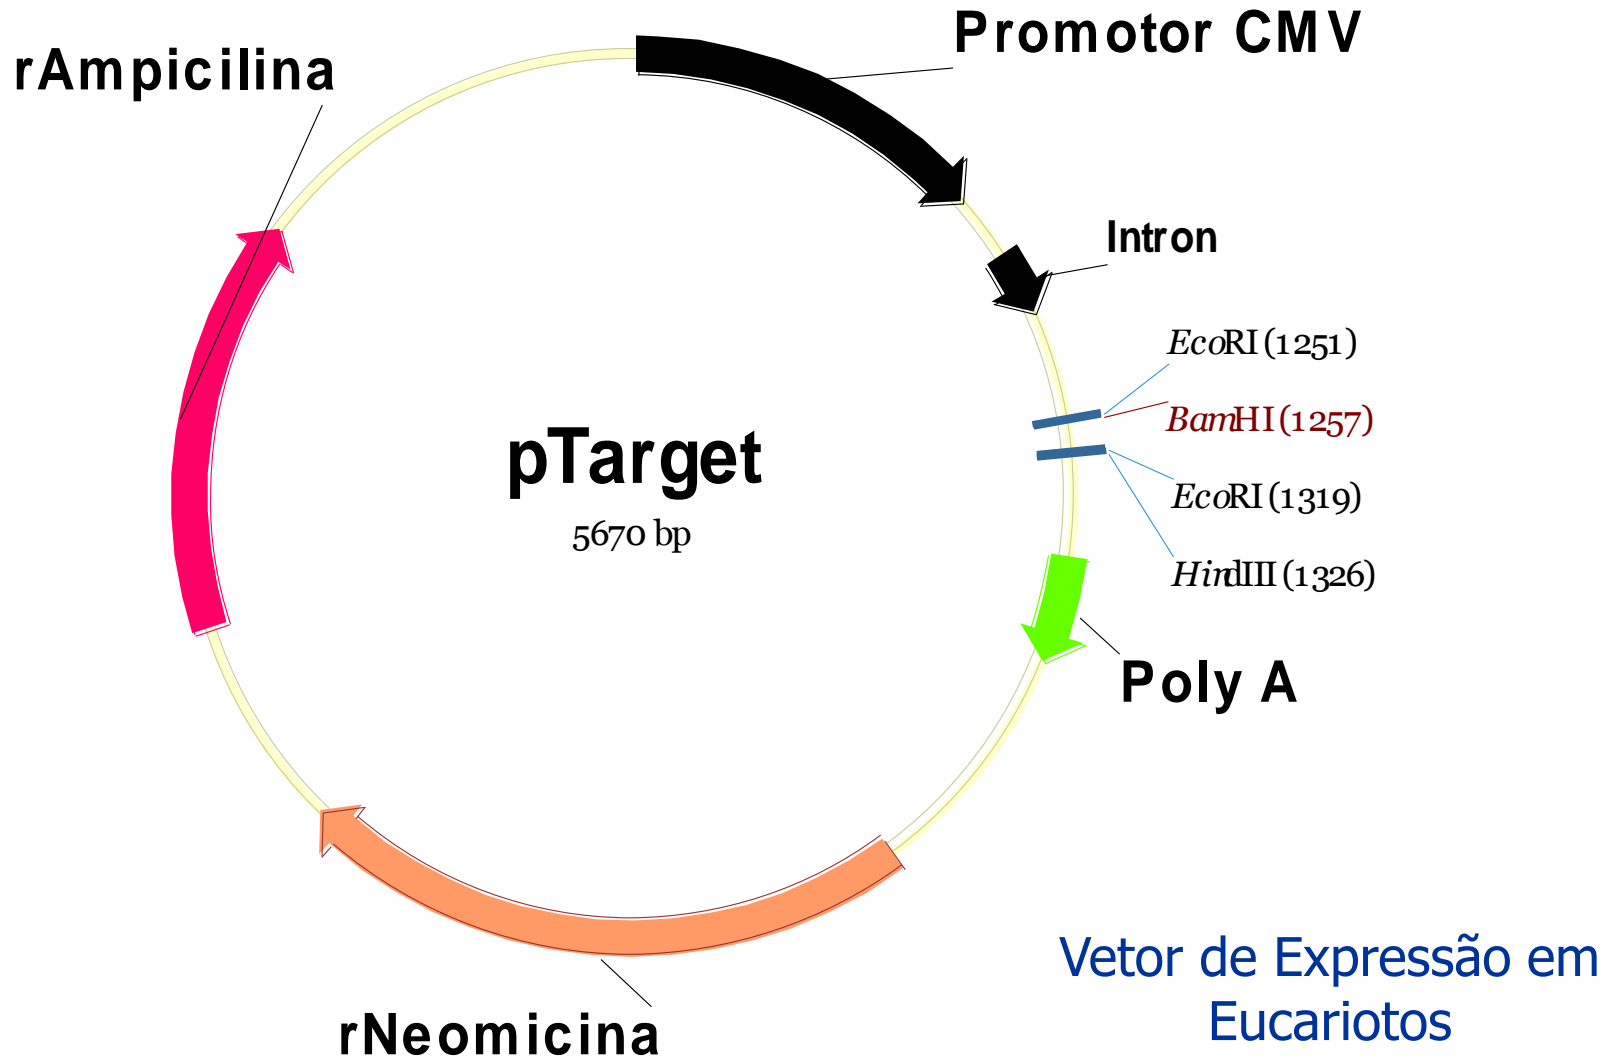 Promotor CMV
rAmpicilina
Intron
EcoRI (1251)
BamHI (1257)
pTarget
5670 bp
EcoRI (1319)
HindIII (1326)
Poly A
Vetor de Expressão em
Eucariotos
rNeomicina